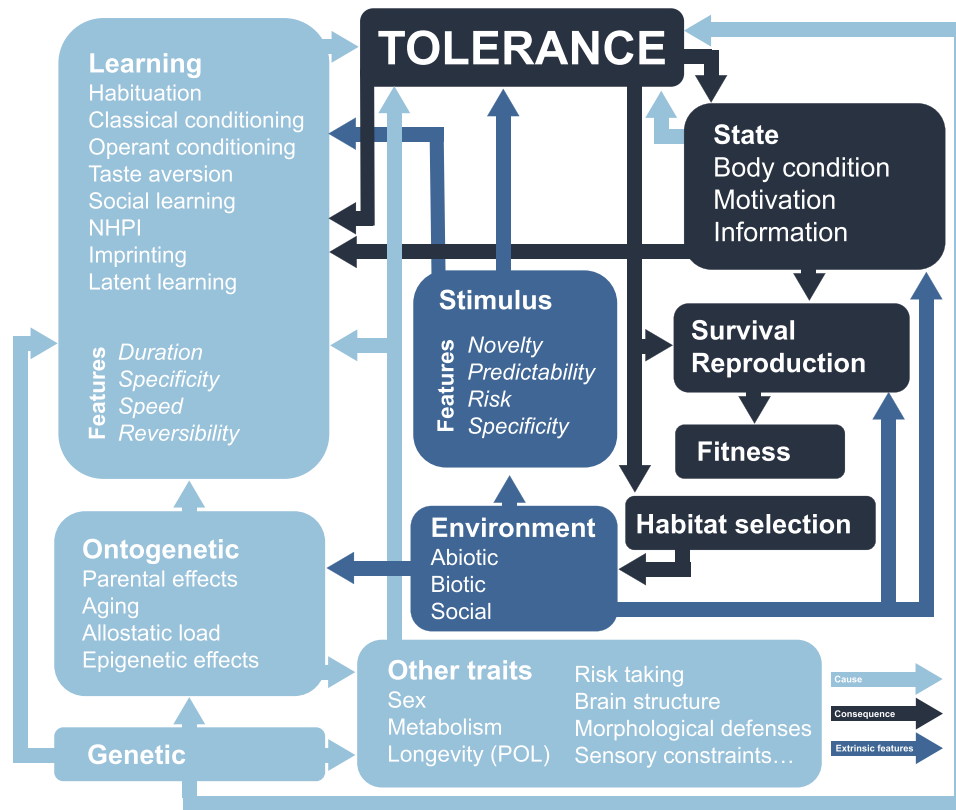 TOLERANCE
Learning
Habituation
Classical conditioning
Operant conditioning
Taste aversion
Social learning
NHPI
Imprinting
Latent learning
Features
Duration
Specificity
Speed
Reversibility
State
Body condition
Motivation
Information
Stimulus
Features
Novelty
Predictability
Risk
Specificity
Survival
Reproduction
Fitness
Habitat selection
Environment
Abiotic
Biotic
Social
Ontogenetic
Parental effects
Aging
Allostatic load
Epigenetic effects
Genetic
Other traits
Sex
Metabolism
Longevity (POL)
Risk taking
Brain structure
Morphological defenses
Sensory constraints…
Cause
Consequence
Extrinsic features